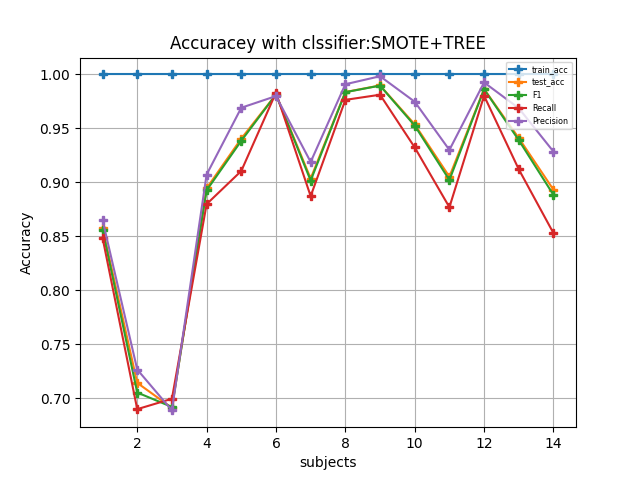 Accuracey with clssifier:SMOTE+TREE
1.00
0.95
0.90
0.85
0.80
0.75
0.70
Accuracy
train_acc
test_acc
F1
Recall
Precision
2 4 6 8 10 12 14
subjects